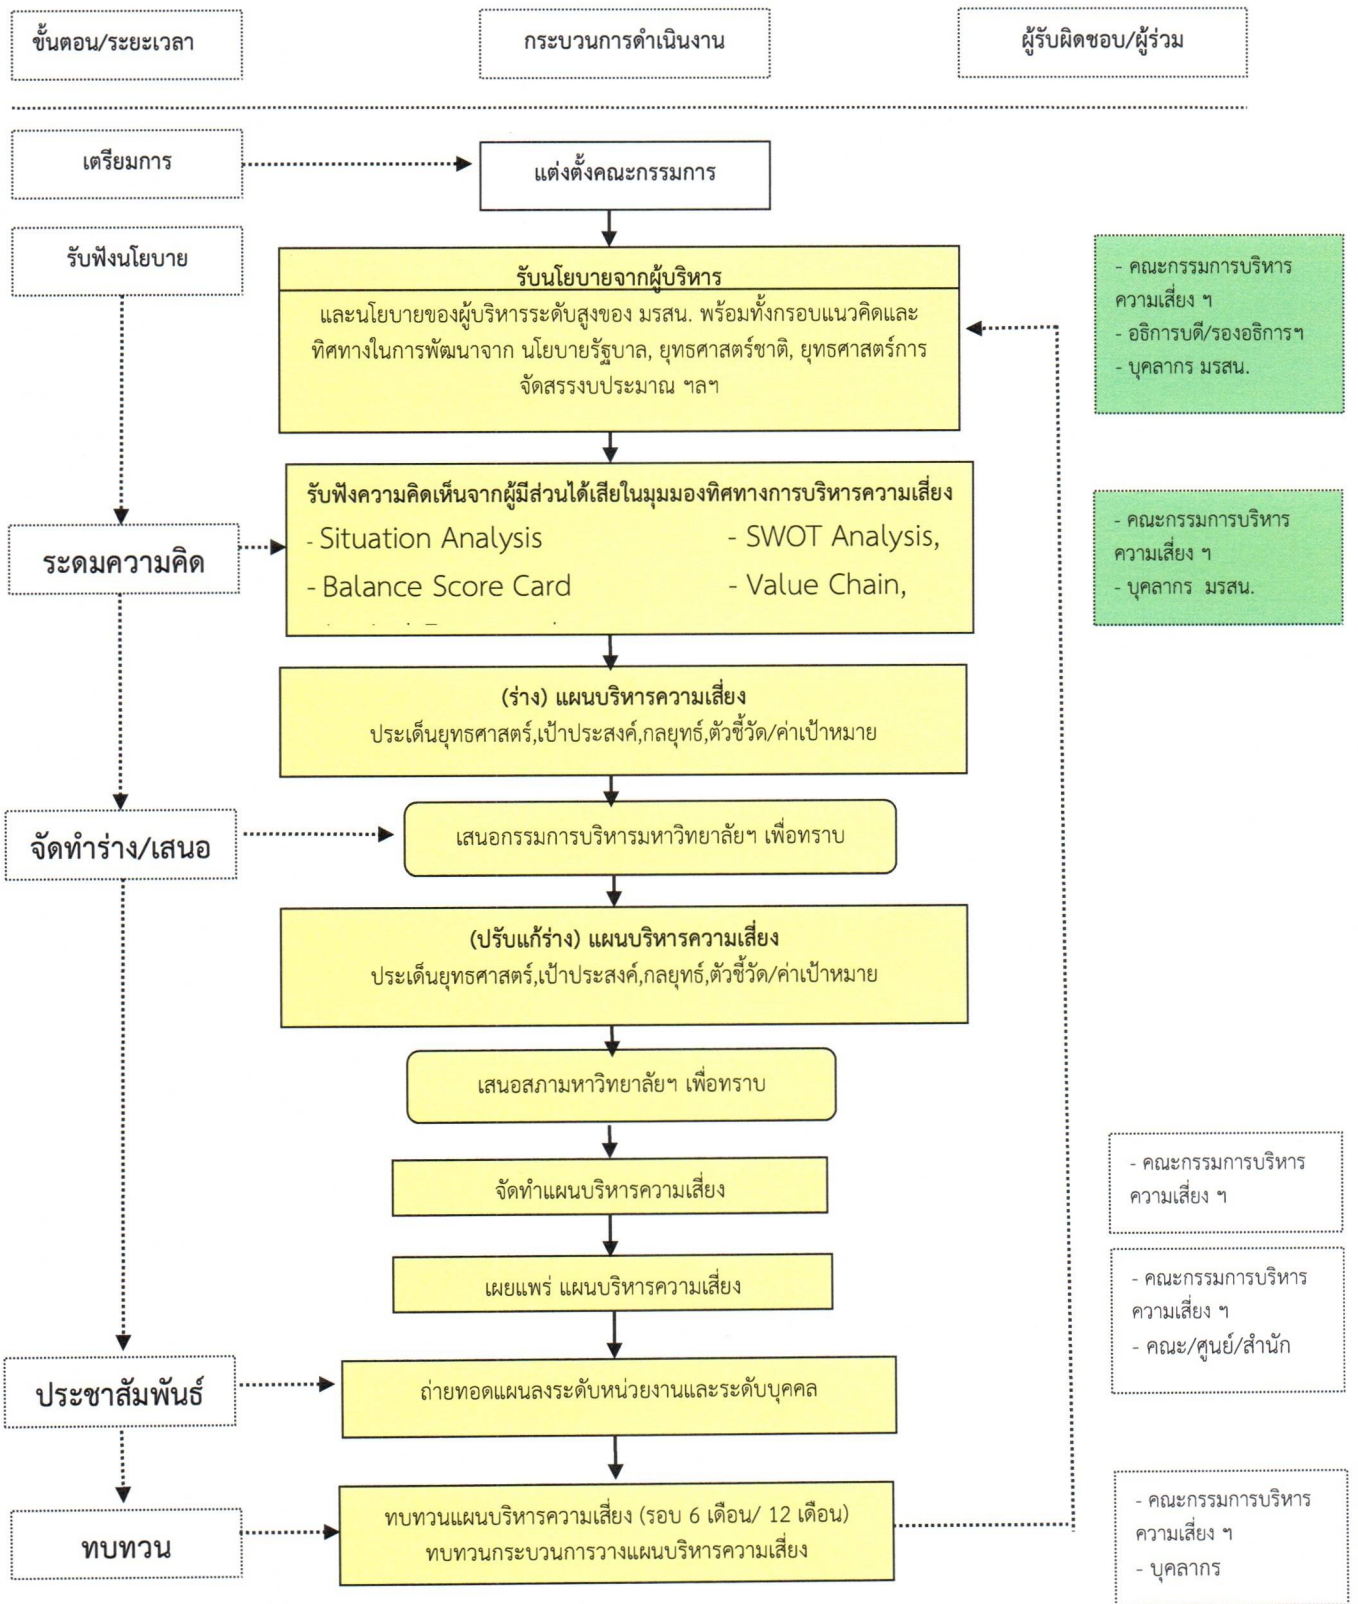 ขั้นตอน/ระยะเวลา
กระบวนการดำเนินงาน
ผู้รับผิดชอบ/ผู้ร่วม
เตรียมการ
แต่งตั้งคณะกรรมการ
รับฟังนโยบาย
รับนโยบายจากผู้บริหาร
และนโยบายของผู้บริหารระดับสูงของ มรสน. พร้อมทั้งกรอบแนวคิดและ
ทิศทางในการพัฒนาจาก นโยบายรัฐบาล, ยุทธศาสตร์ชาติ, ยุทธศาสตร์การ
จัดสรรงบประมาณ ฯลฯ
- คณะกรรมการบริหาร
ความเสี่ยง ฯ
- อธิการบดี/รองอธิการฯ
- บุคลากร มรสน.
ระดมความคิด
รับฟังความคิดเห็นจากผู้มีส่วนได้เสียในมุมมองทิศทางการบริหารความเสี่ยง
- Situation Analysis
- SWOT Analysis,
- Balance Score Card
- Value Chain,
- คณะกรรมการบริหาร
ความเสี่ยง ฯ
- บุคลากร มรสน.
(ร่าง) แผนบริหารความเสี่ยง
ประเด็นยุทธศาสตร์,เป้าประสงค์,กลยุทธ์,ตัวชี้วัด/ค่าเป้าหมาย
จัดทำร่าง/เสนอ
เสนอกรรมการบริหารมหาวิทยาลัยฯ เพื่อทราบ
(ปรับแก้ร่าง) แผนบริหารความเสี่ยง
ประเด็นยุทธศาสตร์,เป้าประสงค์,กลยุทธ์,ตัวชี้วัด/ค่าเป้าหมาย
เสนอสภามหาวิทยาลัยฯ เพื่อทราบ
จัดทำแผนบริหารความเสี่ยง
- คณะกรรมการบริหาร
ความเสี่ยง ฯ
เผยแพร่ แผนบริหารความเสี่ยง
- คณะกรรมการบริหาร
ความเสี่ยง ฯ
- คณะ/ศูนย์/สำนัก
ประชาสัมพันธ์
ถ่ายทอดแผนลงระดับหน่วยงานและระดับบุคคล
ทบทวน
ทบทวนแผนบริหารความเสี่ยง (รอบ 6 เดือน/ 12 เดือน)
ทบทวนกระบวนการวางแผนบริหารความเสี่ยง
- คณะกรรมการบริหาร
ความเสี่ยง ฯ
- บุคลากร